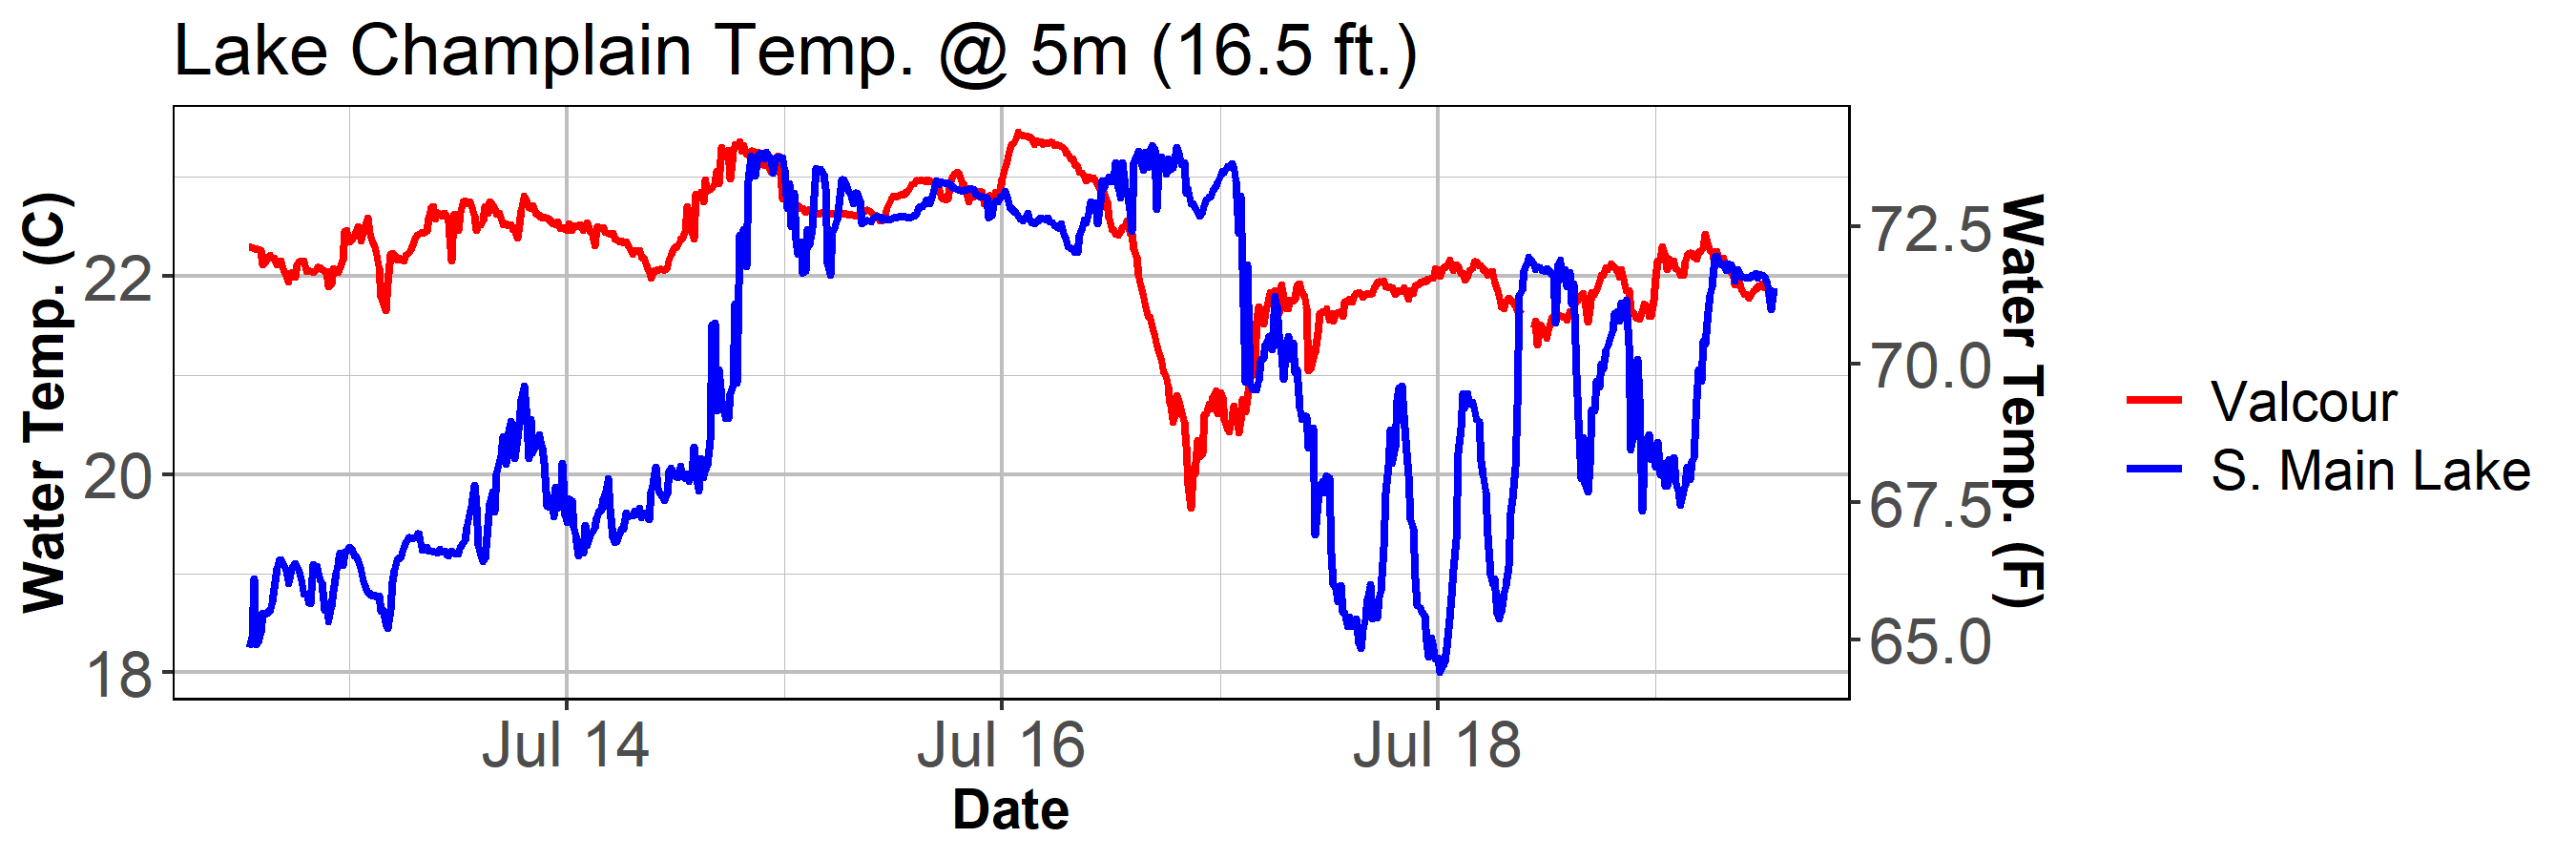 Lake Champlain Temp. @ 5m (16.5 ft.)
Water Temp. (C)
22
20
18
72.5
70.0
67.5
65.0
Water Temp. (F)
Jul 14
Jul 16
Jul 18
Date
Valcour
S. Main Lake